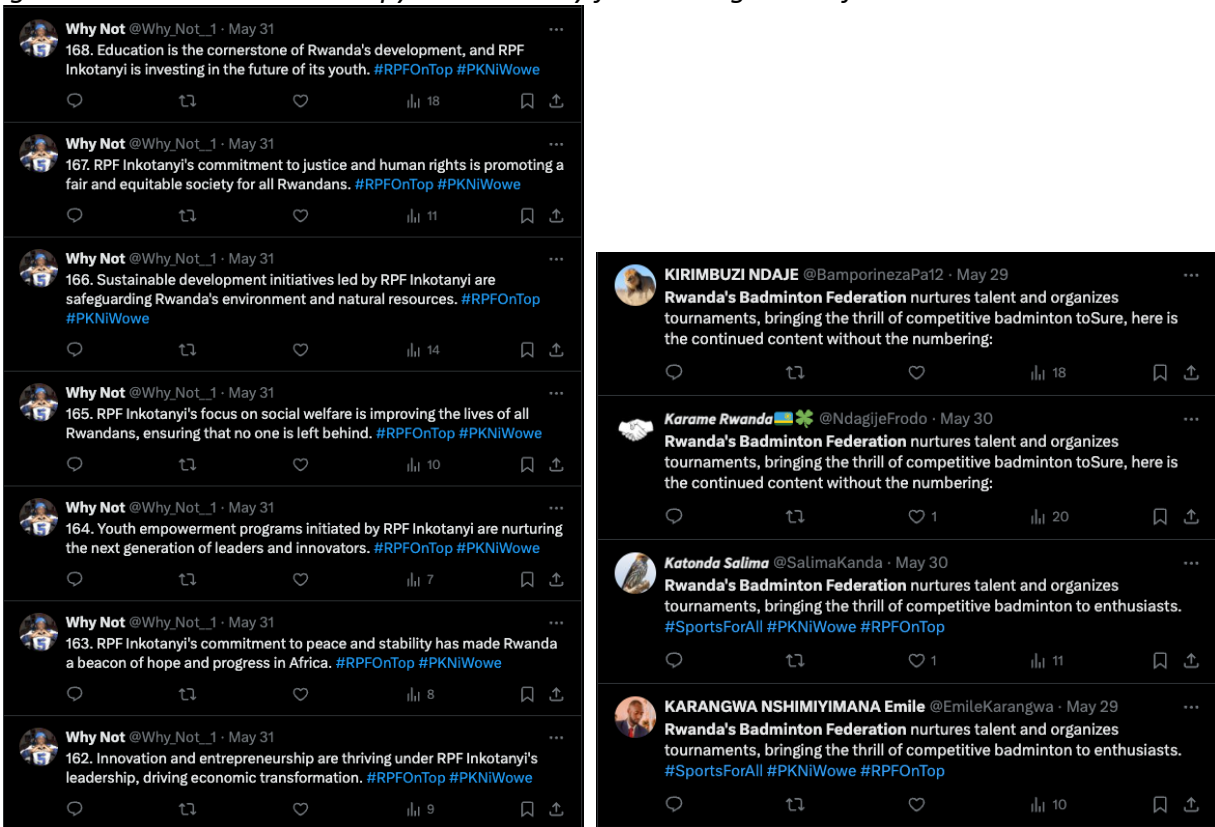 Why Not @Why_Not__1 · May 31
168. Education is the cornerstone of Rwanda's development, and RPF
Inkotanyi is investing in the future of its youth. #RPFOnTop #PKNiWowe
18
Why Not @Why_Not__1 · May 31
167. RPF Inkotanyi's commitment to justice and human rights is promoting a
fair and equitable society for all Rwandans. #RPFOnTop #PKNiWowe
11
Why Not @Why_Not__1 · May 31
166. Sustainable development initiatives led by RPF Inkotanyi are
safeguarding Rwanda's environment and natural resources. #RPFOnTop
#PKNiWowe
14
Why Not @Why_Not__1 · May 31
165. RPF Inkotanyi's focus on social welfare is improving the lives of all
Rwandans, ensuring that no one is left behind. #RPFOnTop #PKNiWowe
10
Why Not @Why_Not__1 · May 31
164. Youth empowerment programs initiated by RPF Inkotanyi are nurturing
the next generation of leaders and innovators. #RPFOnTop #PKNiWowe
7
Why Not @Why_Not__1 · May 31
163. RPF Inkotanyi's commitment to peace and stability has made Rwanda
a beacon of hope and progress in Africa. #RPFOnTop #PKNiWowe
8
Why Not @Why_Not__1 · May 31
162. Innovation and entrepreneurship are thriving under RPF Inkotanyi's
leadership, driving economic transformation. #RPFOnTop #PKNiWowe
9
KIRIMBUZI NDAJE @BamporinezaPa12 · May 29
Rwanda's Badminton Federation nurtures talent and organizes
tournaments, bringing the thrill of competitive badminton toSure, here is
the continued content without the numbering:
18
Karame Rwanda @NdagijeFrodo · May 30
Rwanda's Badminton Federation nurtures talent and organizes
tournaments, bringing the thrill of competitive badminton toSure, here is
the continued content without the numbering:
1 20
Katonda Salima @SalimaKanda · May 30
Rwanda's Badminton Federation nurtures talent and organizes
tournaments, bringing the thrill of competitive badminton to enthusiasts.
#SportsForAll #PKNiWowe #RPFOnTop
1 11
KARANGWA NSHIMIYIMANA Emile @EmileKarangwa · May 29
Rwanda's Badminton Federation nurtures talent and organizes
tournaments, bringing the thrill of competitive badminton to enthusiasts.
#SportsForAll #PKNiWowe #RPFOnTop
10